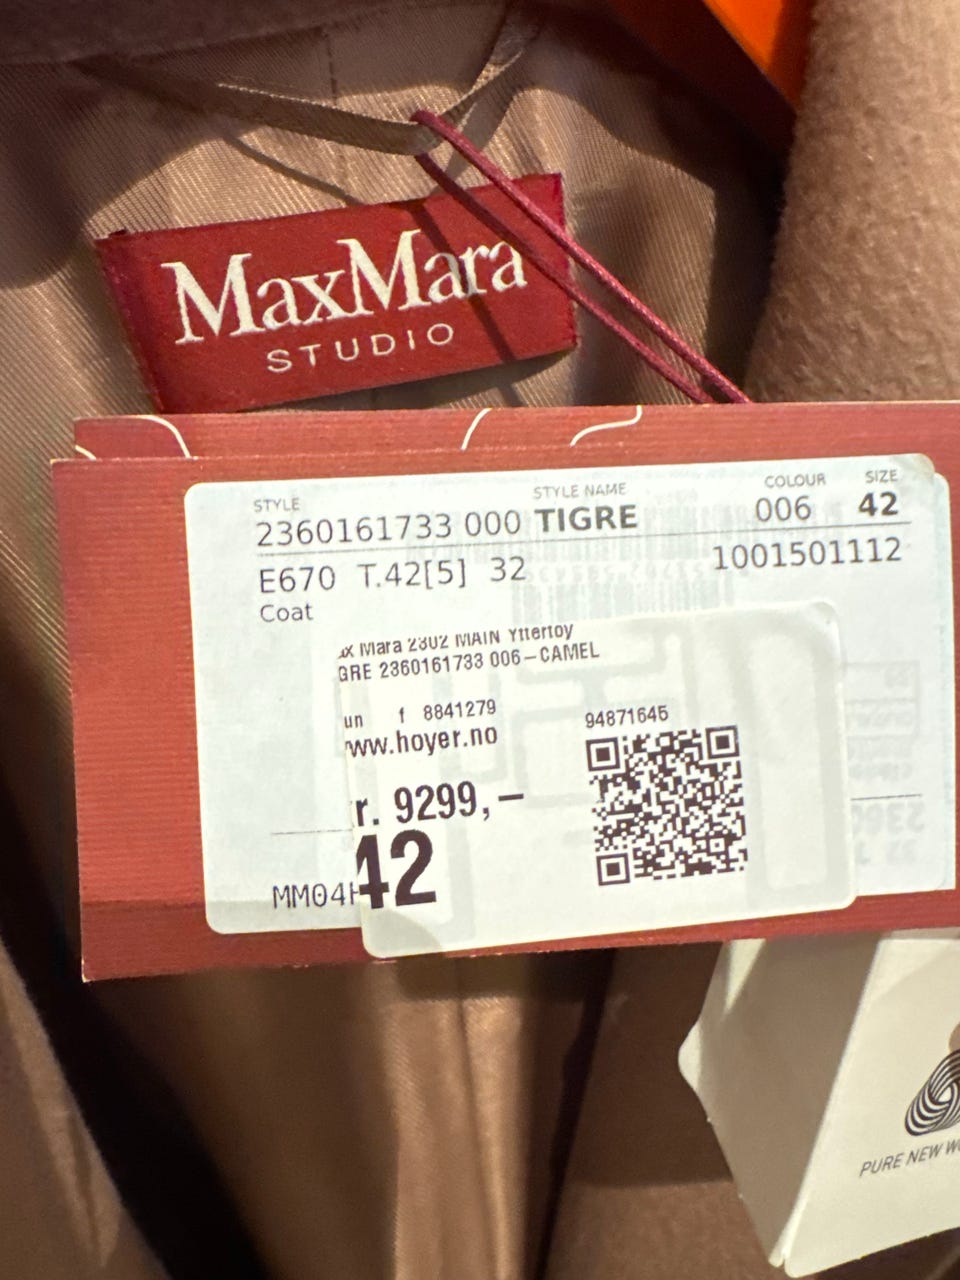 MaxMara
STUDIO
STYLE STYLE NAME COLOUR SIZE
2360161733 000 TIGRE 006 42
E670 T.42[5] 32 1001501112
Coat
x Mara 2302 MAIN Yttertøy
GRE 2360161733 006-CAMEL
un f 8841279
ww.hoyer.no
94871645
r. 9299,-
42
MM04
PURE NEW